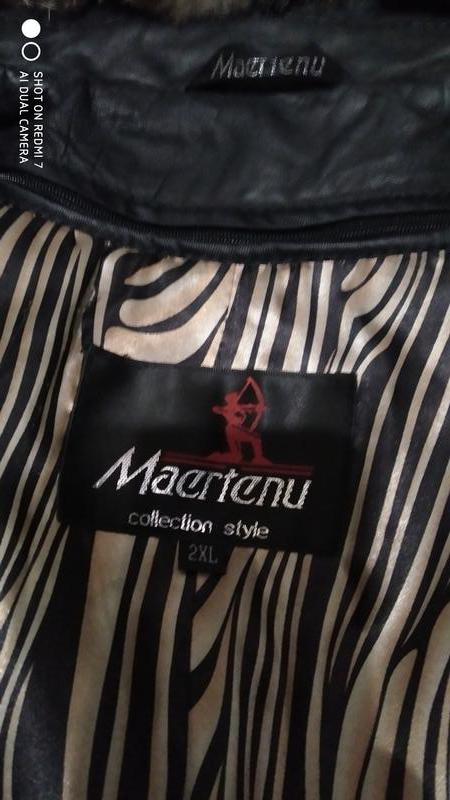 SHOT ON REDMI 7
AI DUAL CAMERA
Maertenu
Maertenu
collection style
2XL